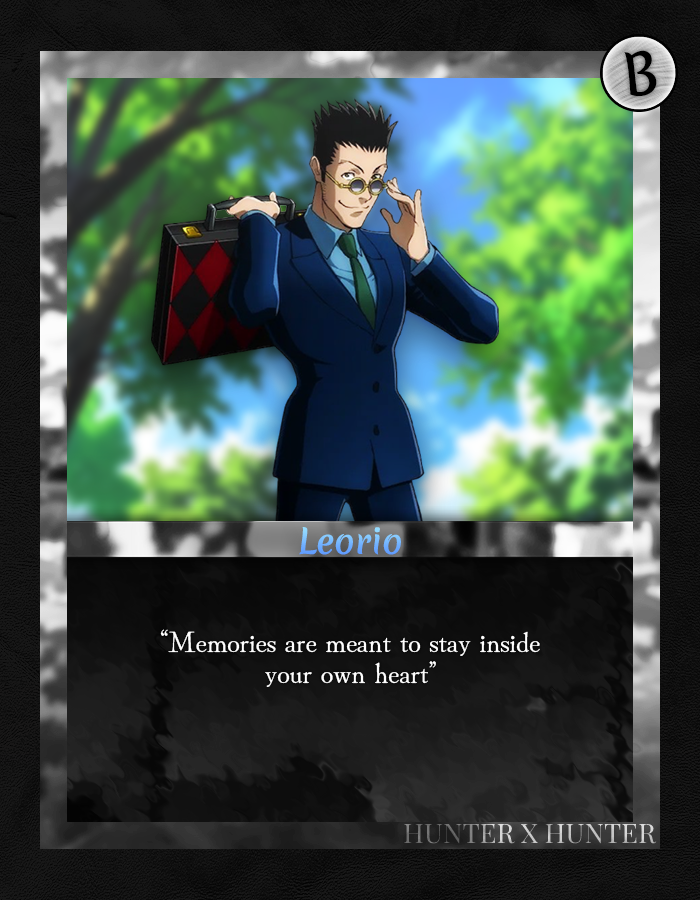 B
Leorio
“Memories are meant to stay inside
your own heart”
HUNTER X HUNTER